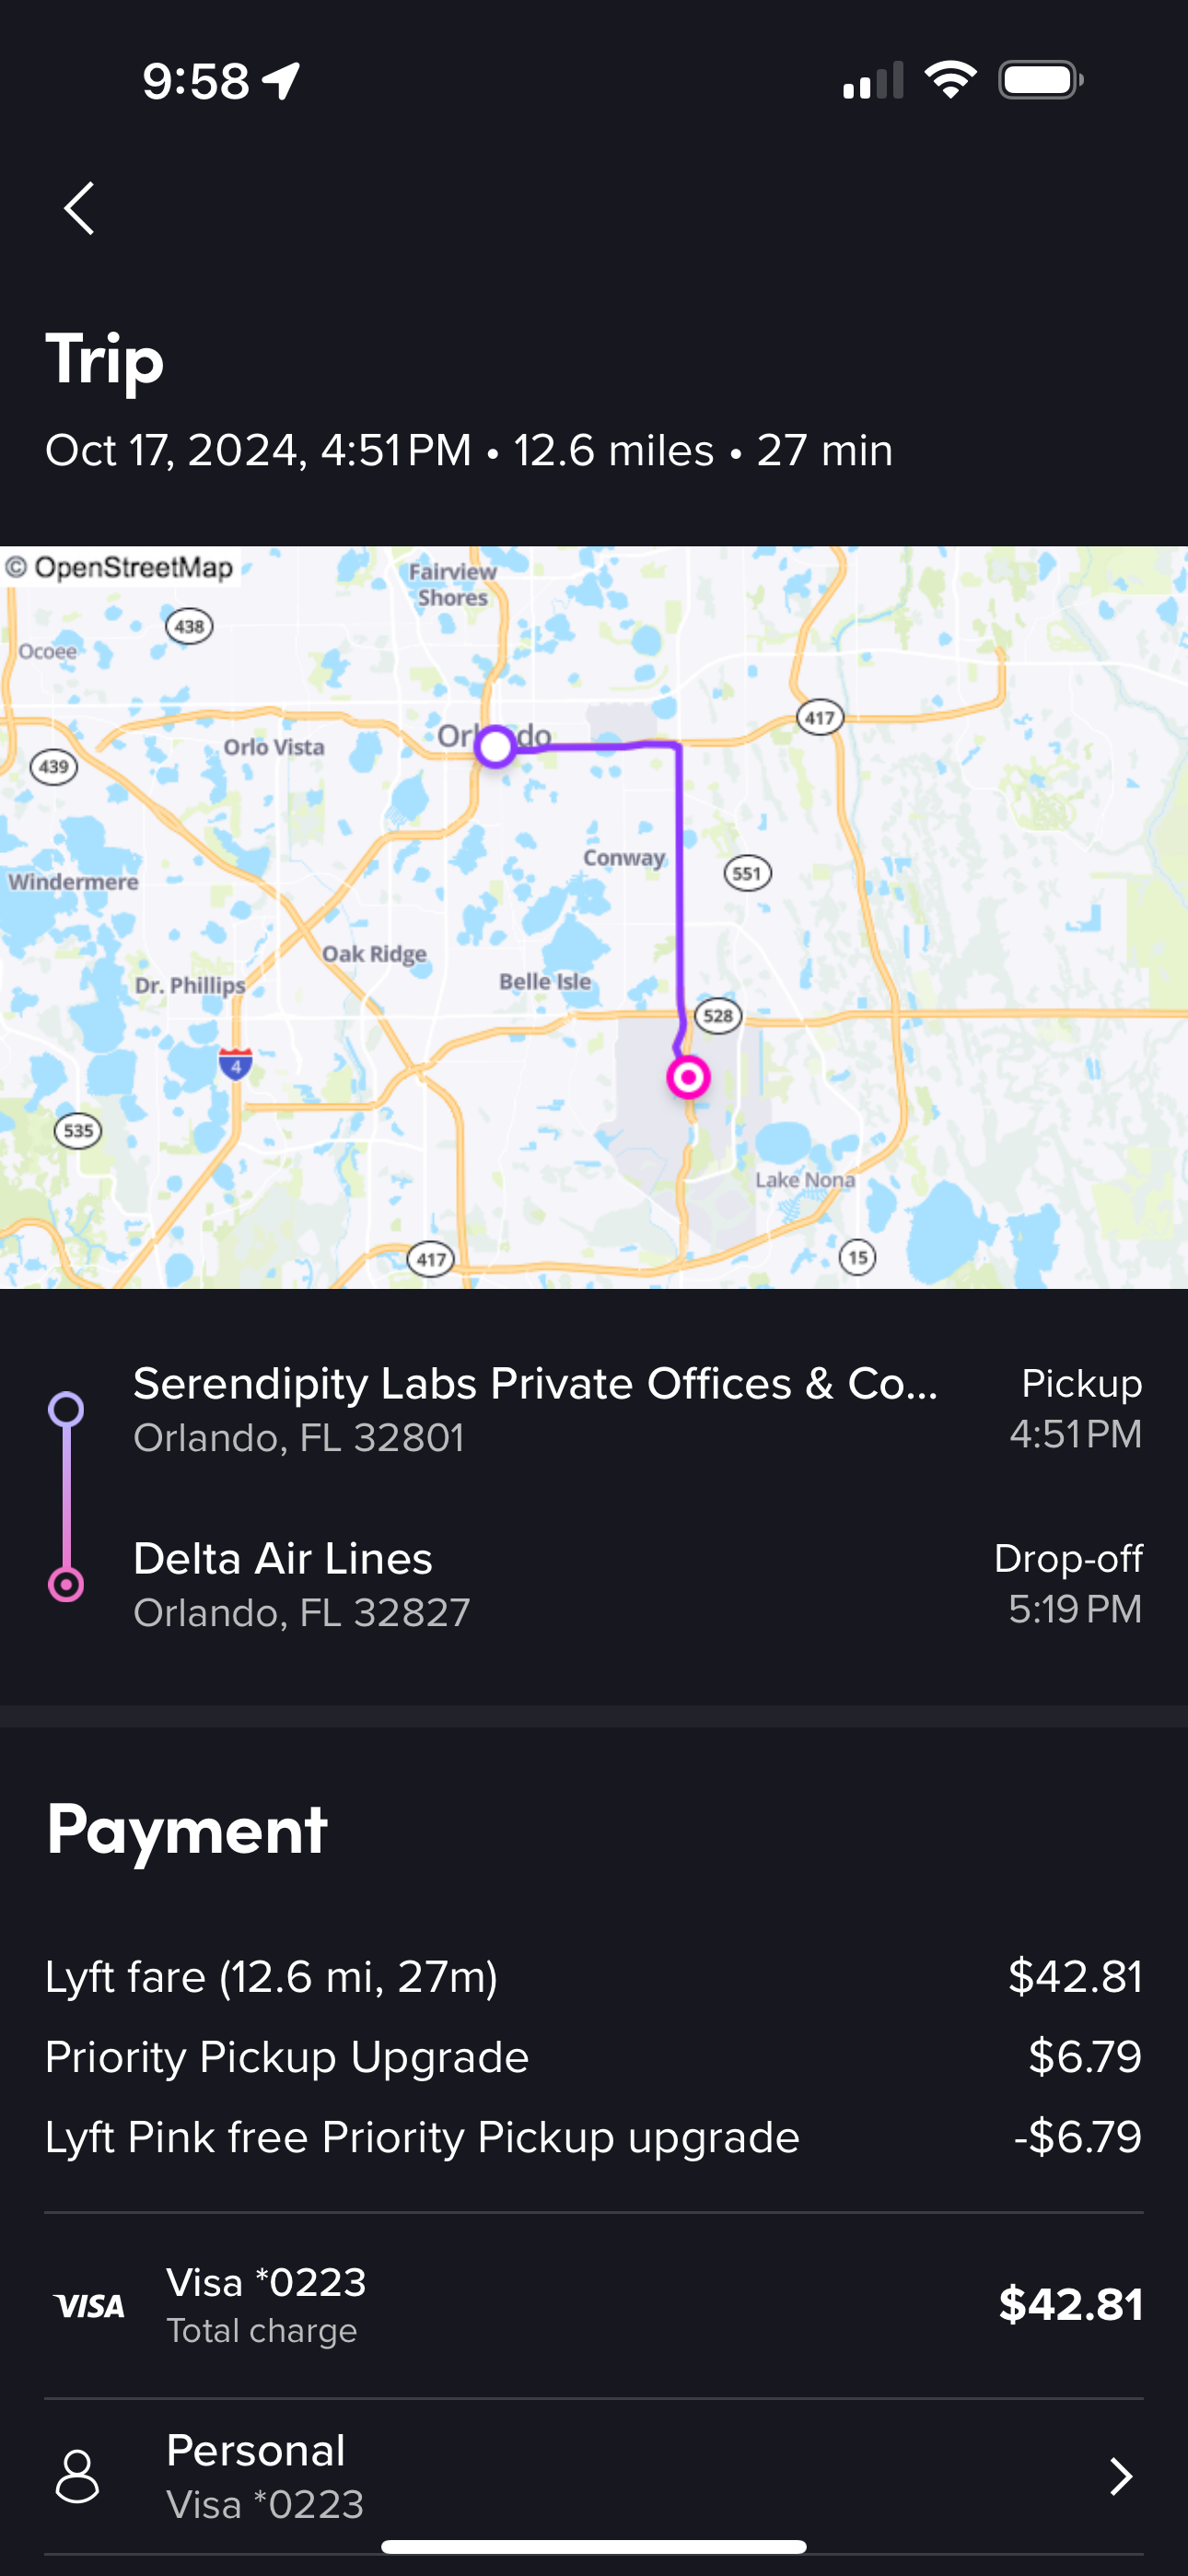 9:58
Trip
Oct 17, 2024, 4:51 PM • 12.6 miles • 27 min
© OpenStreetMap
Fairview
Shores
438
Ocoee
417
Orlo Vista
439
Conway
551
Windermere
Oak Ridge
Dr. Phillips
Belle Isle
528
4
535
Lake Nona
417
15
Serendipity Labs Private Offices & Co...
Pickup
Orlando, FL 32801
4:51 PM
Delta Air Lines
Drop-off
Orlando, FL 32827
5:19 PM
Payment
Lyft fare (12.6 mi, 27m)
$42.81
Priority Pickup Upgrade
$6.79
Lyft Pink free Priority Pickup upgrade
-$6.79
VISA
Visa *0223
Total charge
$42.81
Personal
Visa *0223